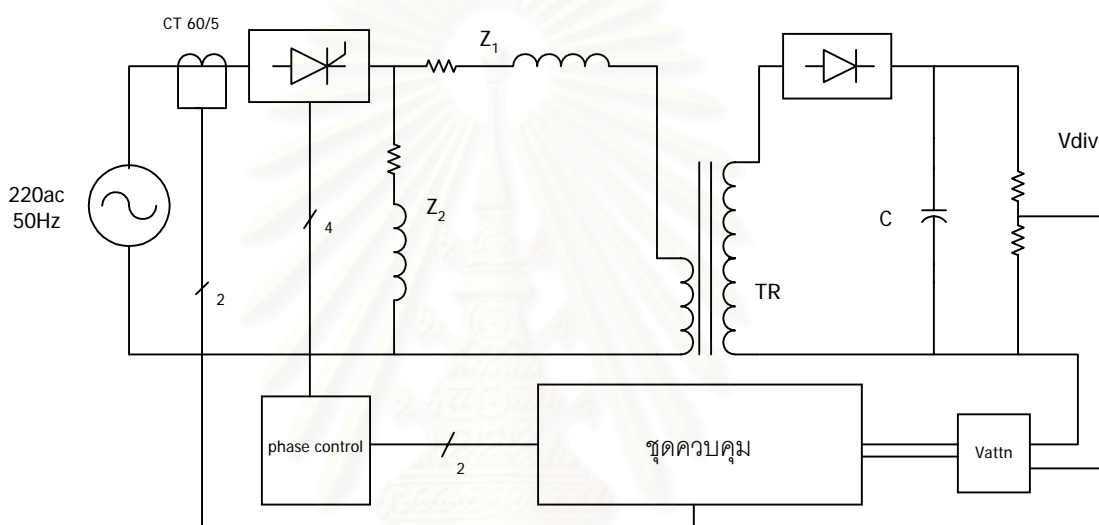 CT 60/5
Z1
Vdiv
220ac
50Hz
Z2
4
C
2
TR
phase control
2
ชุดควบคุม
Vattn